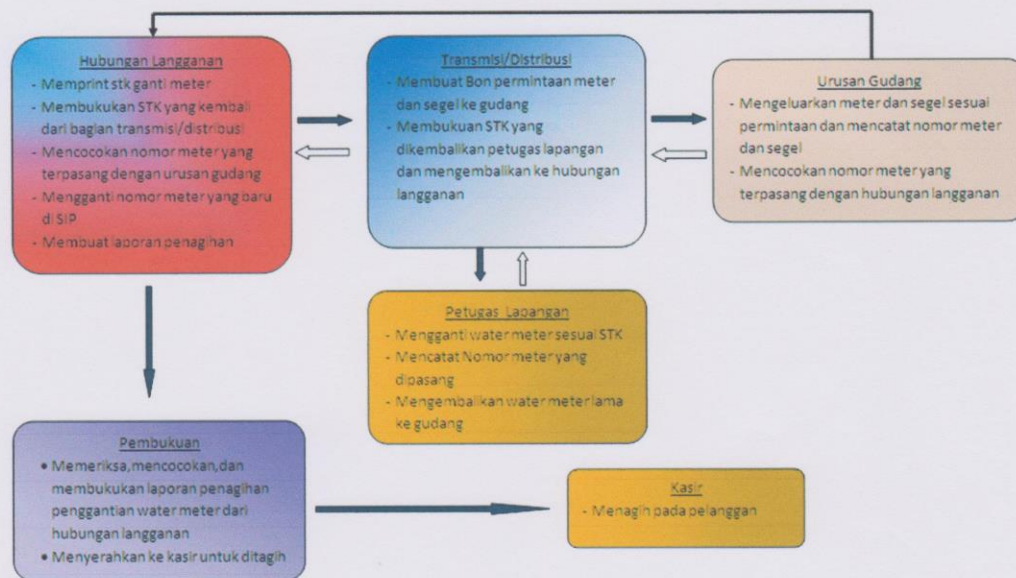 Hubungan Langganan
- Memprint stk ganti meter
- Membukukan STK yang kembali
dari bagian transmisi/distribusi
- Mencocokan nomor meter yang
terpasang dengan urusan gudang
- Mengganti nomor meter yang baru
di SIP
- Membuat laporan penagihan
Transmisi/Distribusi
- Membuat Bon permintaan meter
dan segel ke gudang
- Membukuan STK yang
dikembalikan petugas lapangan
dan mengembalikan ke hubungan
langganan
Urusan Gudang
- Mengeluarkan meter dan segel sesuai
permintaan dan mencatat nomor meter
dan segel
- Mencocokan nomor meter yang
terpasang dengan hubungan langganan
Petugas Lapangan
- Mengganti water meter sesuai STK
- Mencatat Nomor meter yang
dipasang
- Mengembalikan water meter lama
ke gudang
Pembukuan
• Memeriksa,mencocokan,dan
membukukan laporan penagihan
penggantian water meter dari
hubungan langganan
• Menyerahkan ke kasir untuk ditagih
Kasir
- Menagih pada pelanggan